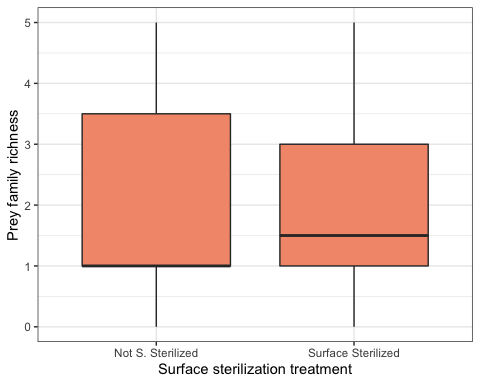 Prey family richness
5
4
3
2
1
0
Not S. Sterilized
Surface Sterilized
Surface sterilization treatment